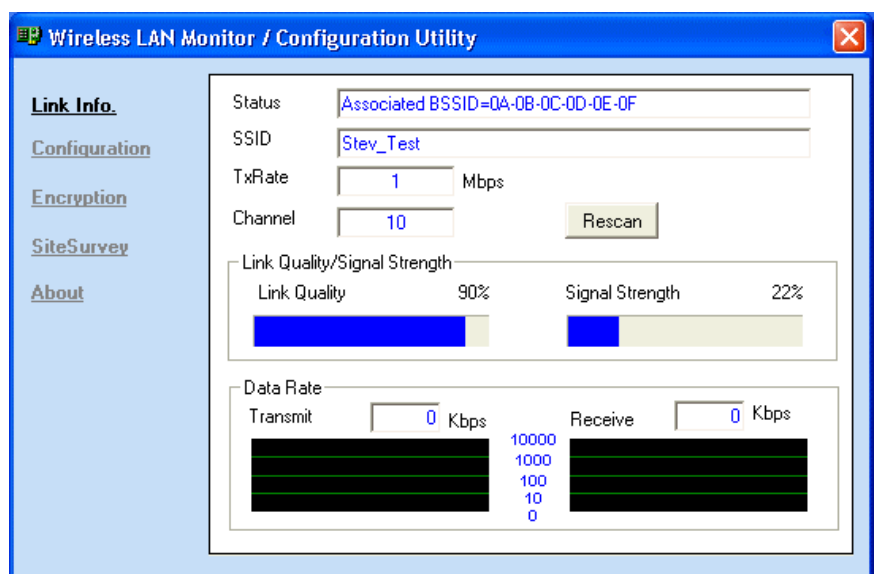 Wireless LAN Monitor / Configuration Utility
Link Info.
Configuration
Encryption
SiteSurvey
About
Status Associated BSSID=0A-0B-0C-0D-0E-0F
SSID Stev_Test
TxRate 1 Mbps
Channel 10 Rescan
Link Quality/Signal Strength
Link Quality 90% Signal Strength 22%
Data Rate
Transmit 0 Kbps Receive 0 Kbps
10000
1000
100
10
0